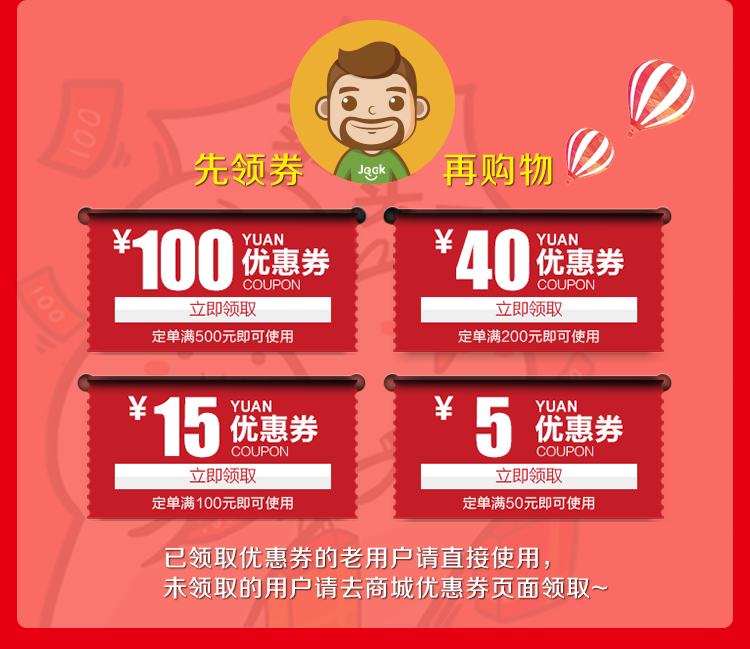 先领券 再购物
Jack
¥100 YUAN
优惠券
COUPON
立即领取
定单满500元即可使用
¥40 YUAN
优惠券
COUPON
立即领取
定单满200元即可使用
¥15 YUAN
优惠券
COUPON
立即领取
定单满100元即可使用
¥5 YUAN
优惠券
COUPON
立即领取
定单满50元即可使用
已领取优惠券的老用户请直接使用，
未领取的用户请去商城优惠券页面领取~
100
100